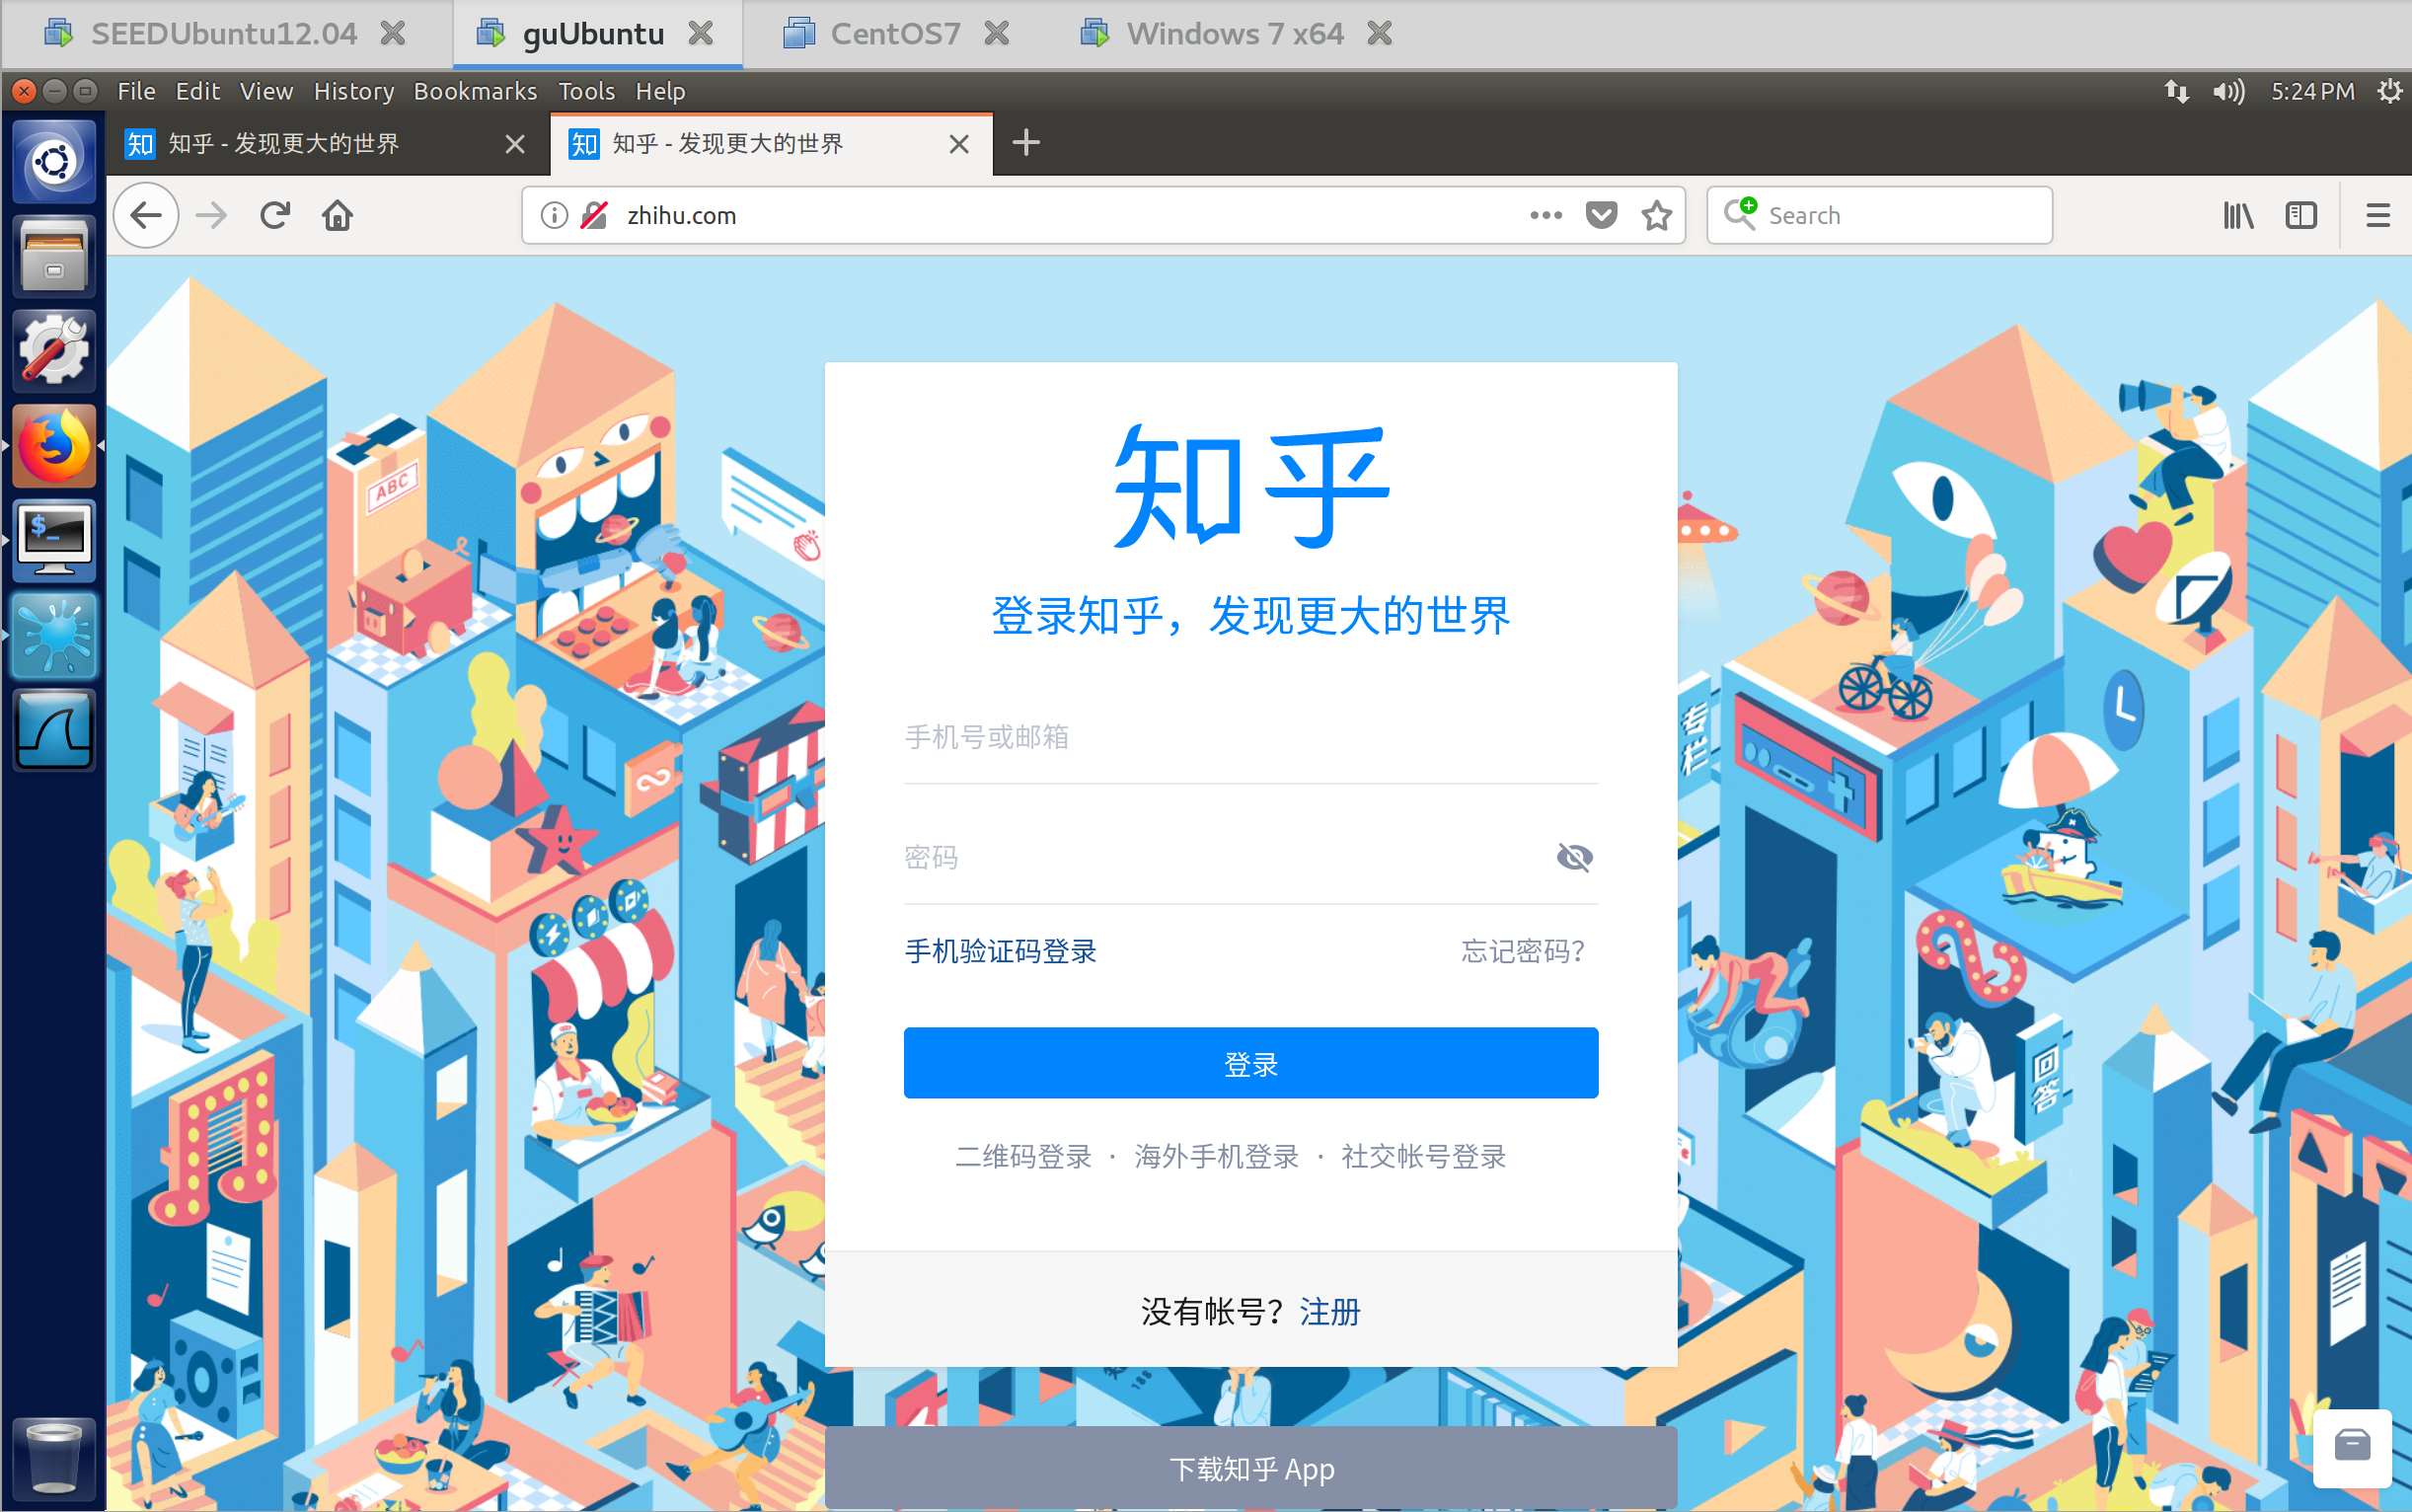 SEEDUbuntu12.04 guUbuntu CentOS7 Windows 7 x64
File Edit View History Bookmarks Tools Help 5:24 PM
知乎 - 发现更大的世界 知乎 - 发现更大的世界
zhihu.com Search
知乎
登录知乎，发现更大的世界
手机号或邮箱
密码
手机验证码登录 忘记密码？
登录
二维码登录 · 海外手机登录 · 社交帐号登录
没有帐号？注册
下载知乎 App
ABC
专栏
回答
188